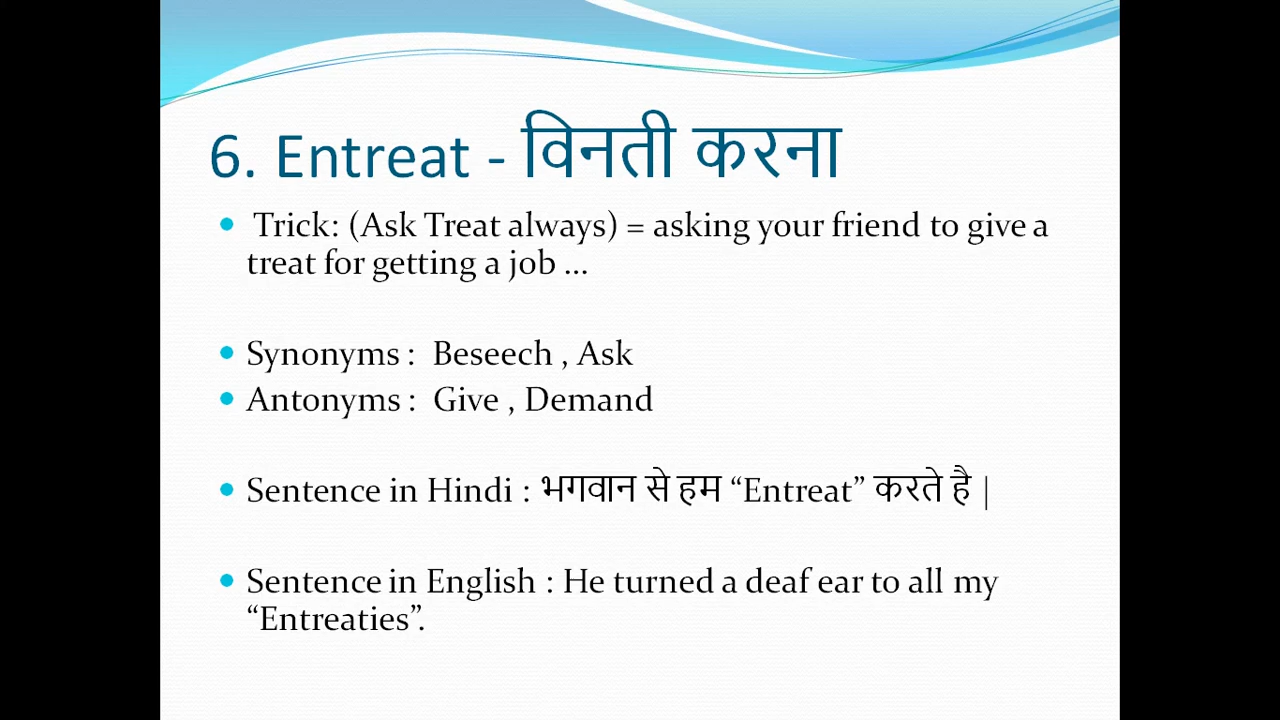 6. Entreat - विनती करना
Trick: (Ask Treat always) = asking your friend to give a
treat for getting a job ...
Synonyms : Beseech , Ask
Antonyms : Give , Demand
Sentence in Hindi : भगवान से हम “Entreat” करते है |
Sentence in English : He turned a deaf ear to all my
“Entreaties”.